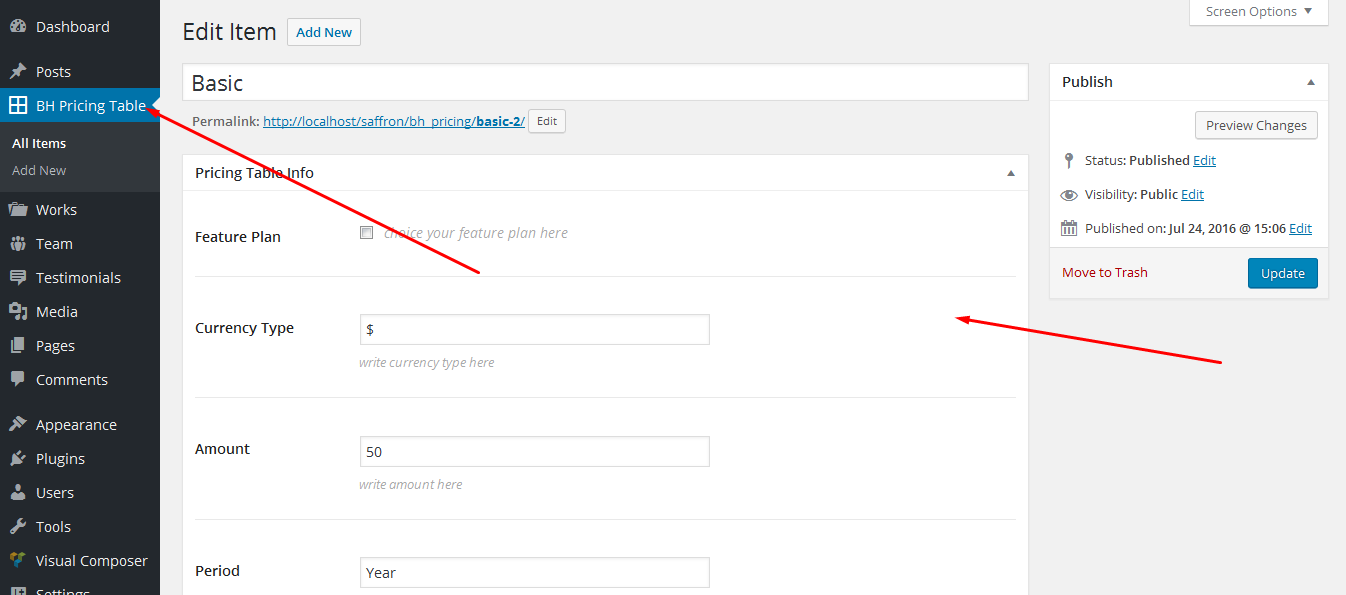 Dashboard
Posts
BH Pricing Table
All Items
Add New
Works
Team
Testimonials
Media
Pages
Comments
Appearance
Plugins
Users
Tools
Visual Composer
Settings
Screen Options
Edit Item Add New
Basic
Permalink: http://localhost/saffron/bh_pricing/basic-2/ Edit
Pricing Table Info
Feature Plan choice your feature plan here
Currency Type $
write currency type here
Amount 50
write amount here
Period Year
Publish
Preview Changes
Status: Published Edit
Visibility: Public Edit
Published on: Jul 24, 2016 @ 15:06 Edit
Move to Trash Update